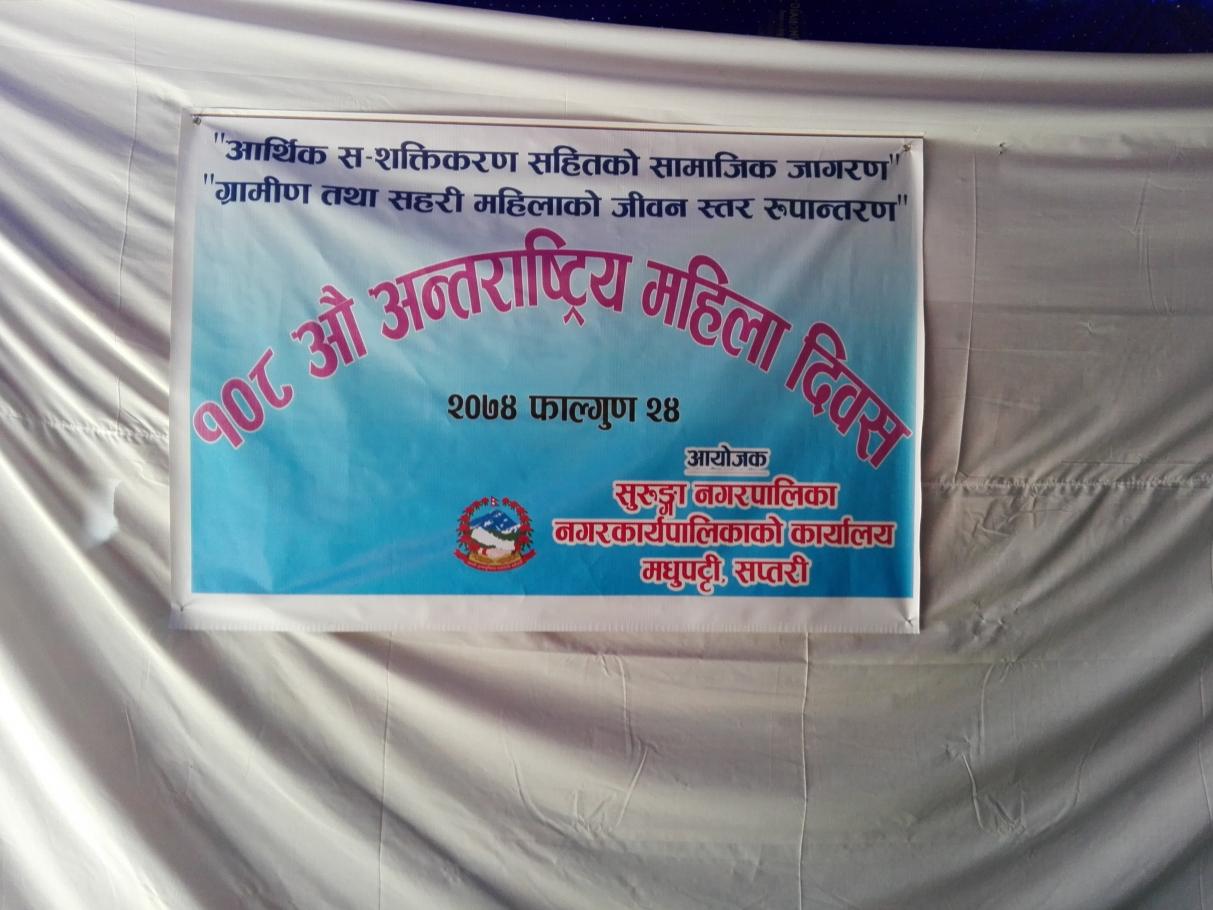 "आर्थिक स-शक्तिकरण सहितको सामाजिक जागरण"
"ग्रामीण तथा सहरी महिलाको जीवन स्तर रुपान्तरण"
१०८ औ अन्तराष्ट्रिय महिला दिवस
२०७४ फाल्गुण २४
आयोजक
सुरुङ्गा नगरपालिका
नगरकार्यपालिकाको कार्यालय
मधुपट्टी, सप्तरी